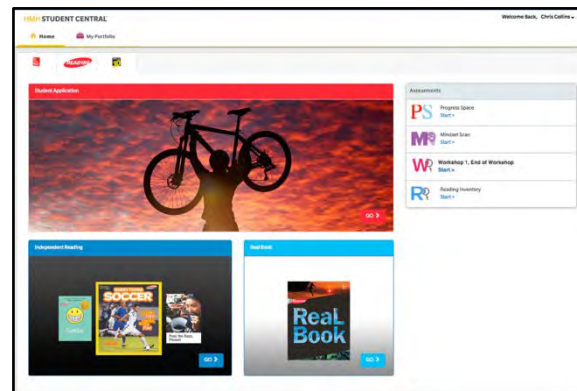 HMH STUDENT CENTRAL
Welcome Back, Chris Collins
Home
My Portfolio
READ180
Student Application
GO >
Assessments
PS
Progress Space
Start >
Mindset Scan
Start >
Workshop 1, End of Workshop
Start >
Reading Inventory
Start >
Independent Reading
SOCCER
GO >
Real Book
ReaL
Book
GO >